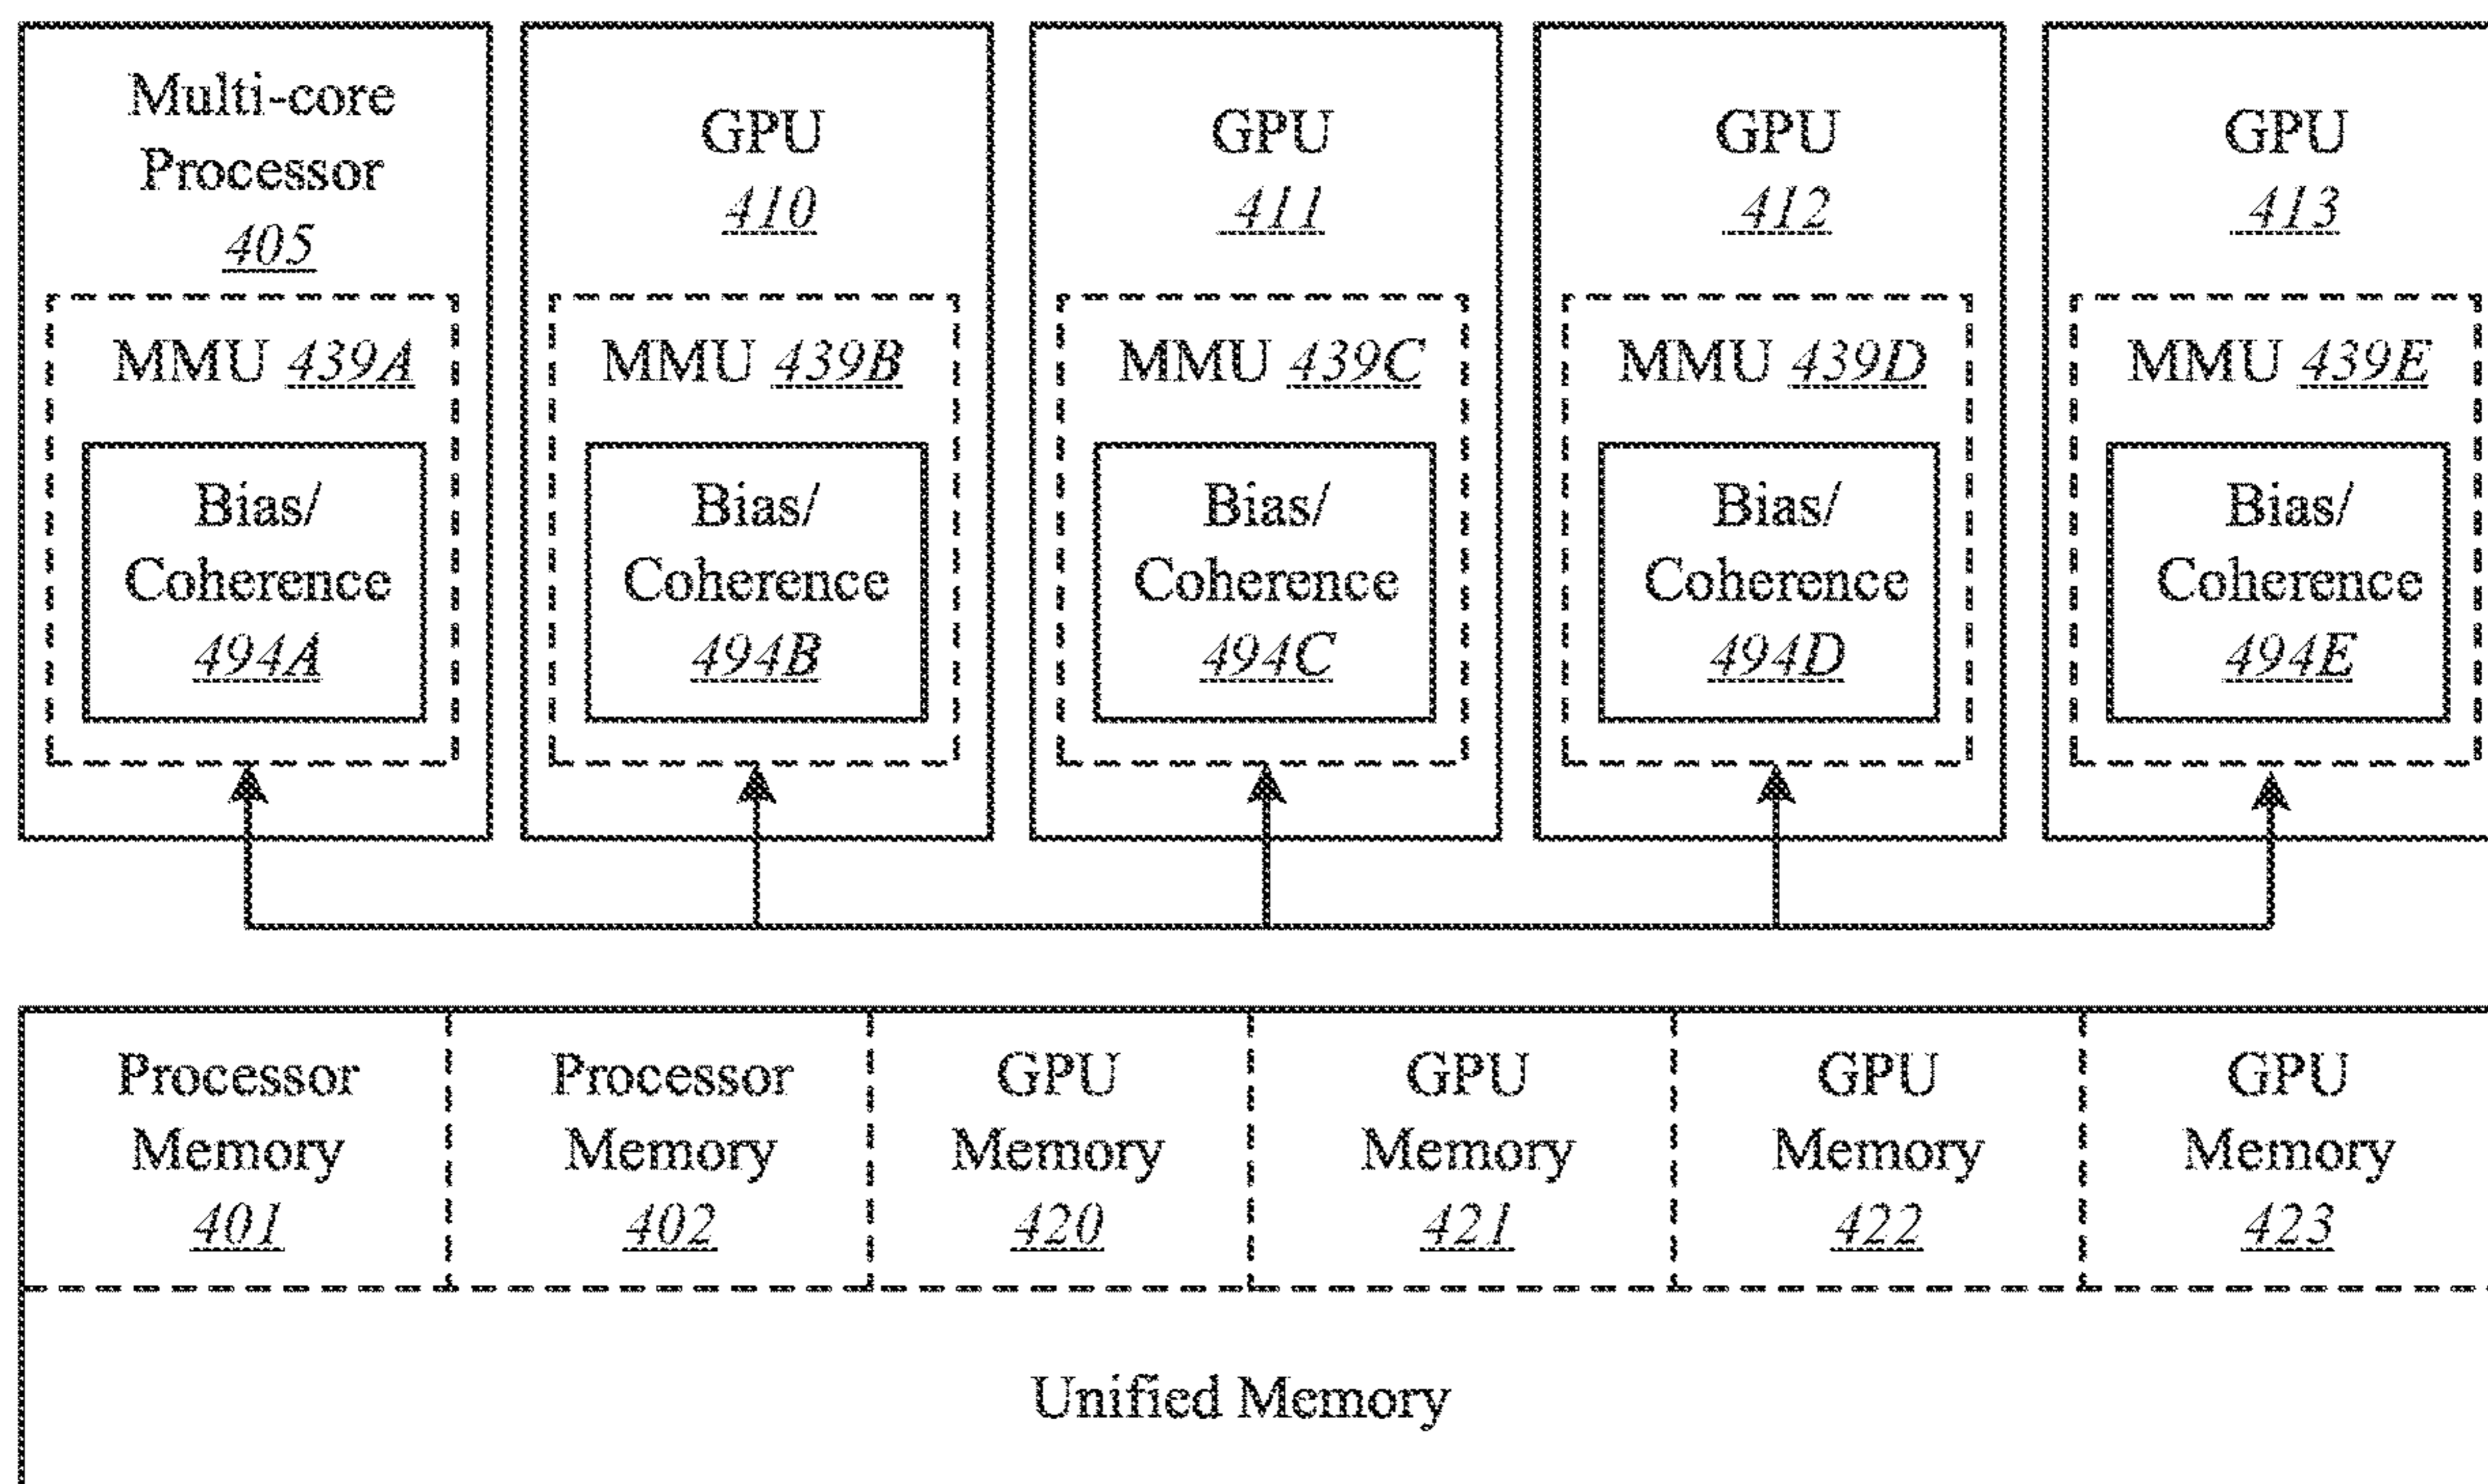 Multi-core
Processor
405
MMU 439A
Bias/
Coherence
494A
GPU
410
MMU 439B
Bias/
Coherence
494B
GPU
411
MMU 439C
Bias/
Coherence
494C
GPU
412
MMU 439D
Bias/
Coherence
494D
GPU
413
MMU 439E
Bias/
Coherence
494E
Processor
Memory
401
Processor
Memory
402
GPU
Memory
420
GPU
Memory
421
GPU
Memory
422
GPU
Memory
423
Unified Memory